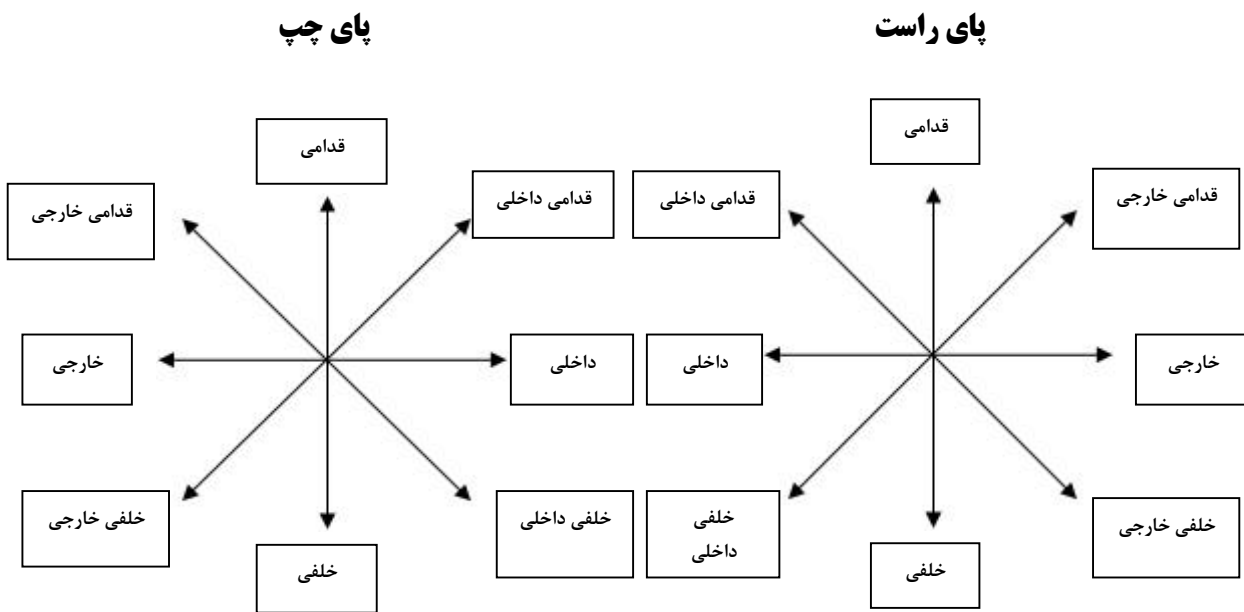 پای راست
پای چپ
قدامی
قدامی
قدامی خارجی
قدامی داخلی
قدامی داخلی
قدامی خارجی
خارجی
داخلی
داخلی
خارجی
خلفی خارجی
خلفی
داخلی
خلفی داخلی
خلفی خارجی
خلفی
خلفی